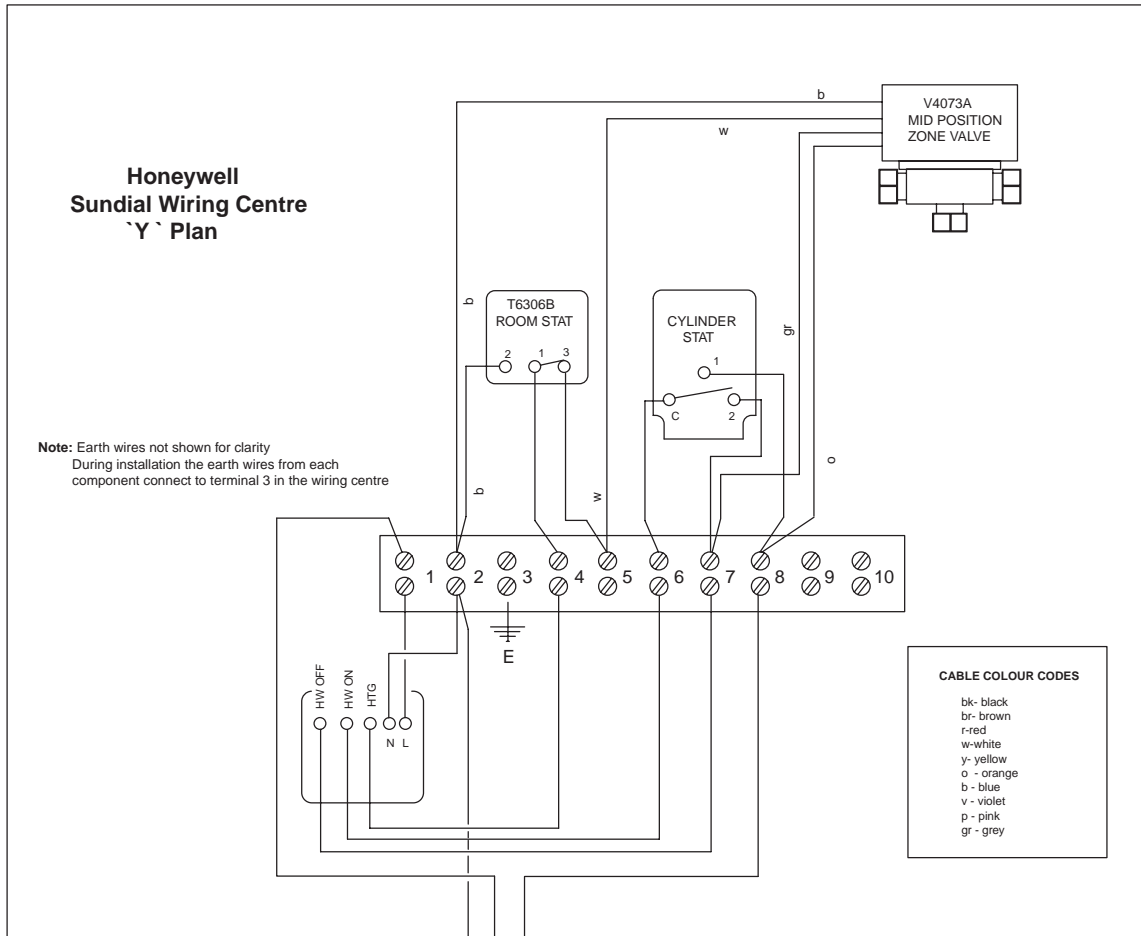 Honeywell
Sundial Wiring Centre
`Y ` Plan
b
w
V4073A
MID POSITION
ZONE VALVE
b
T6306B
ROOM STAT
2
1
3
CYLINDER
STAT
1
C
2
gr
o
Note: Earth wires not shown for clarity
During installation the earth wires from each
component connect to terminal 3 in the wiring centre
b
w
1
2
3
4
5
6
7
8
9
10
E
HW OFF
HW ON
HTG
N
L
CABLE COLOUR CODES
bk- black
br- brown
r-red
w-white
y- yellow
o - orange
b - blue
v - violet
p - pink
gr - grey